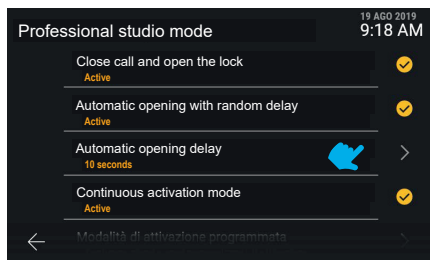 19 AGO 2019
Professional studio mode
9:18 AM
Close call and open the lock
Active
Automatic opening with random delay
Active
Automatic opening delay
10 seconds
Continuous activation mode
Active
Modalità di attivazione programmata